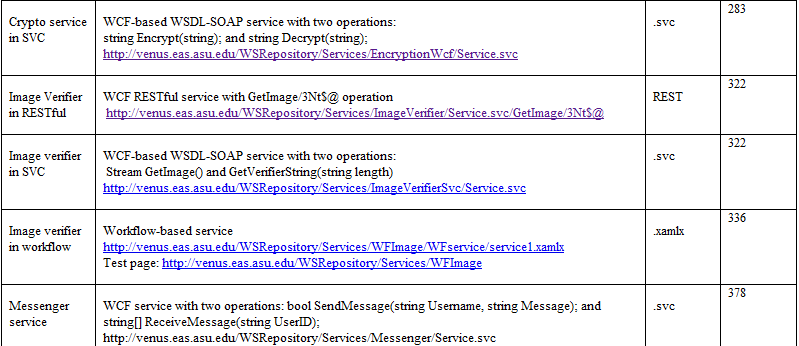 Crypto service in SVC
WCF-based WSDL-SOAP service with two operations:
string Encrypt(string); and string Decrypt(string);
http://venus.eas.asu.edu/WSRepository/Services/EncryptionWcf/Service.svc
.svc
283
Image Verifier in RESTful
WCF RESTful service with GetImage/3Nt$@ operation
http://venus.eas.asu.edu/WSRepository/Services/ImageVerifier/Service.svc/GetImage/3Nt$@
REST
322
Image verifier in SVC
WCF-based WSDL-SOAP service with two operations:
Stream GetImage() and GetVerifierString(string length)
http://venus.eas.asu.edu/WSRepository/Services/ImageVerifierSvc/Service.svc
.svc
322
Image verifier in workflow
Workflow-based service
http://venus.eas.asu.edu/WSRepository/Services/WFImage/WFservice/service1.xamlx
Test page: http://venus.eas.asu.edu/WSRepository/Services/WFImage
.xamlx
336
Messenger service
WCF service with two operations: bool SendMessage(string Username, string Message); and
string[] ReceiveMessage(string UserID);
http://venus.eas.asu.edu/WSRepository/Services/Messenger/Service.svc
.svc
378